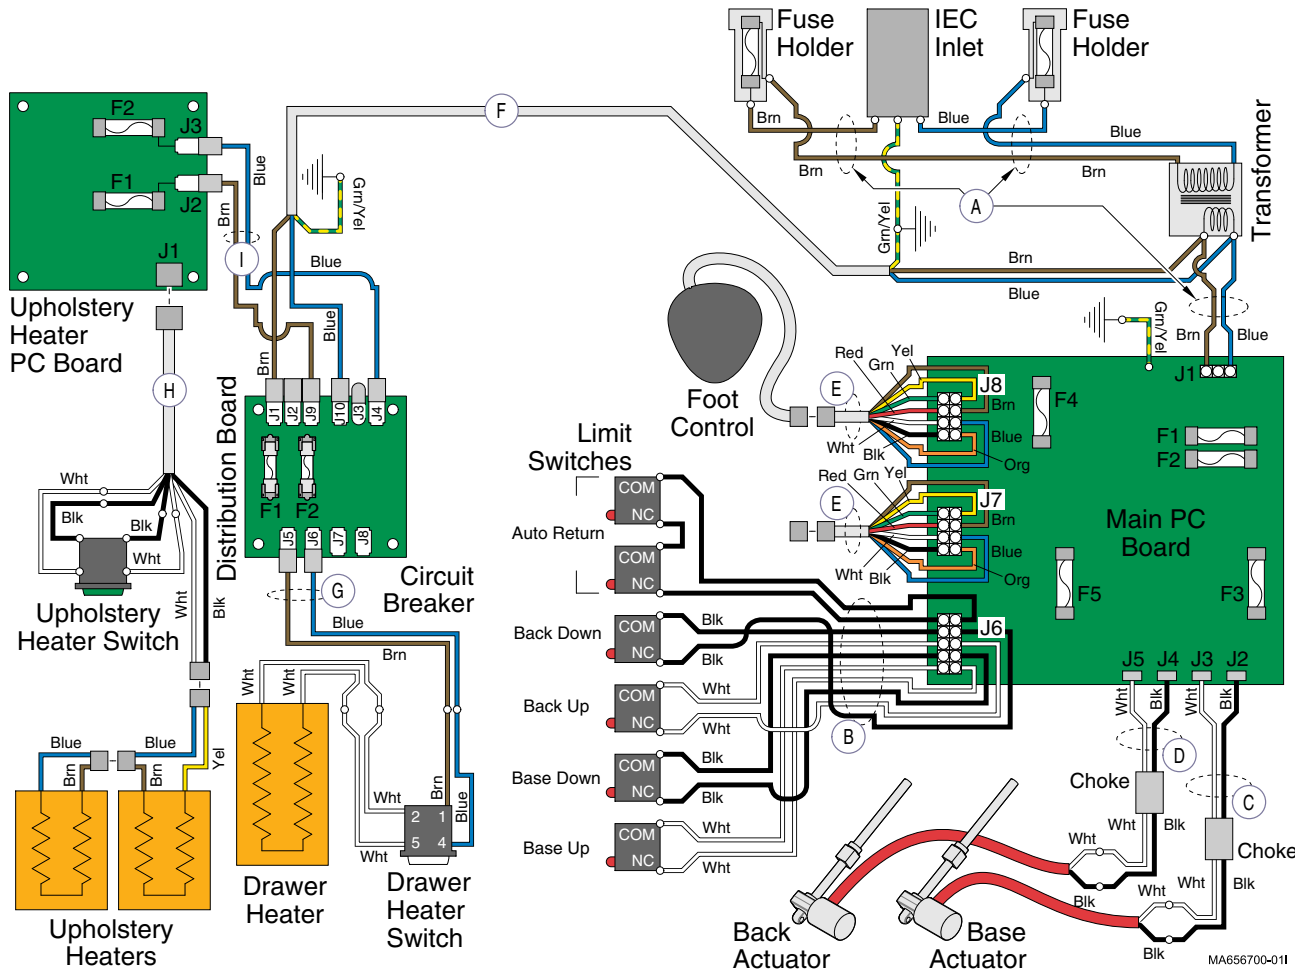 Fuse
Holder
IEC
Inlet
Fuse
Holder
Brn
Blue
Blue
Brn
Brn
Grn/Yel
A
Transformer
F
F2
J3
F1
J2
J1
Blue
Brn
I
Grn/Yel
Upholstery
Heater
PC Board
Blue
Blue
Brn
Brn
Blue
Grn/Yel
Brn
Blue
H
Distribution Board
J1
J2
J9
J10
J3
J4
F1
F2
J5
J6
J7
J8
G
Circuit
Breaker
Blue
Brn
Foot
Control
E
Red
Grn
Yel
Wht
Blk
J8
Brn
Blue
Org
E
Red
Grn
Yel
Wht
Blk
J7
Brn
Blue
Org
J1
F4
F1
F2
Main PC
Board
F5
F3
J6
J5
J4
J3
J2
Limit
Switches
Auto Return
COM
NC
COM
NC
Back Down
COM
NC
Blk
Blk
Back Up
COM
NC
Wht
Wht
Base Down
COM
NC
Blk
Blk
Base Up
COM
NC
Wht
Wht
B
Wht
Blk
Blk
Wht
Upholstery
Heater Switch
Wht
Blk
Blue
Brn
Blue
Brn
Yel
Upholstery
Heaters
Wht
Wht
Wht
Wht
Brn
Blue
2
1
5
4
Drawer
Heater
Drawer
Heater
Switch
Wht
Blk
Wht
Blk
D
C
Choke
Choke
Wht
Blk
Wht
Blk
Wht
Blk
Wht
Blk
Blk
Back
Actuator
Base
Actuator
MA656700-01I